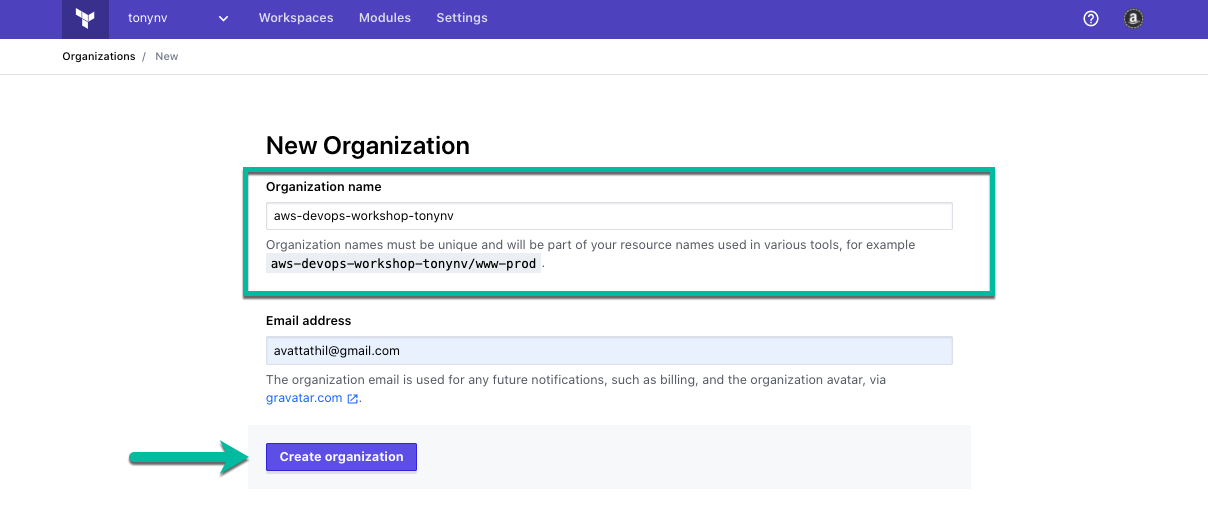 tonynv Workspaces Modules Settings
Organizations / New
New Organization
Organization name
aws-devops-workshop-tonynv
Organization names must be unique and will be part of your resource names used in various tools, for example
aws-devops-workshop-tonynv/www-prod.
Email address
avattathil@gmail.com
The organization email is used for any future notifications, such as billing, and the organization avatar, via
gravatar.com.
Create organization